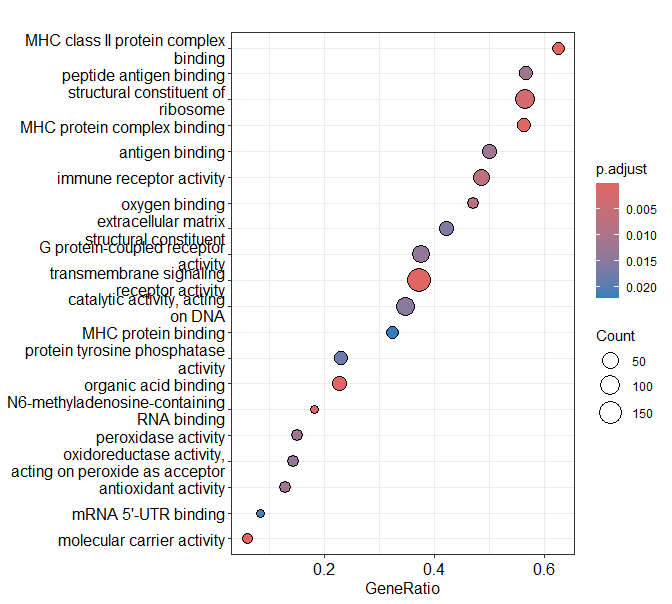 MHC class II protein complex
binding
peptide antigen binding
structural constituent of
ribosome
MHC protein complex binding
antigen binding
immune receptor activity
oxygen binding
extracellular matrix
structural constituent
G protein-coupled receptor
activity
transmembrane signaling
receptor activity
catalytic activity, acting
on DNA
MHC protein binding
protein tyrosine phosphatase
activity
organic acid binding
N6-methyladenosine-containing
RNA binding
peroxidase activity
oxidoreductase activity,
acting on peroxide as acceptor
antioxidant activity
mRNA 5'-UTR binding
molecular carrier activity
0.2 0.4 0.6
GeneRatio
p.adjust
0.005
0.010
0.015
0.020
Count
50
100
150